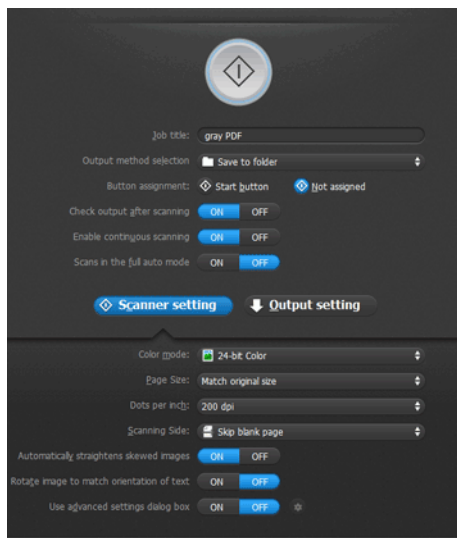 Job title: gray PDF
Output method selection Save to folder
Button assignment: Start button Not assigned
Check output after scanning ON OFF
Enable continuous scanning ON OFF
Scans in the full auto mode ON OFF
Scanner setting Output setting
Color mode: 24-bit Color
Page Size: Match original size
Dots per inch: 200 dpi
Scanning Side: Skip blank page
Automatically straightens skewed images ON OFF
Rotate image to match orientation of text ON OFF
Use advanced settings dialog box ON OFF